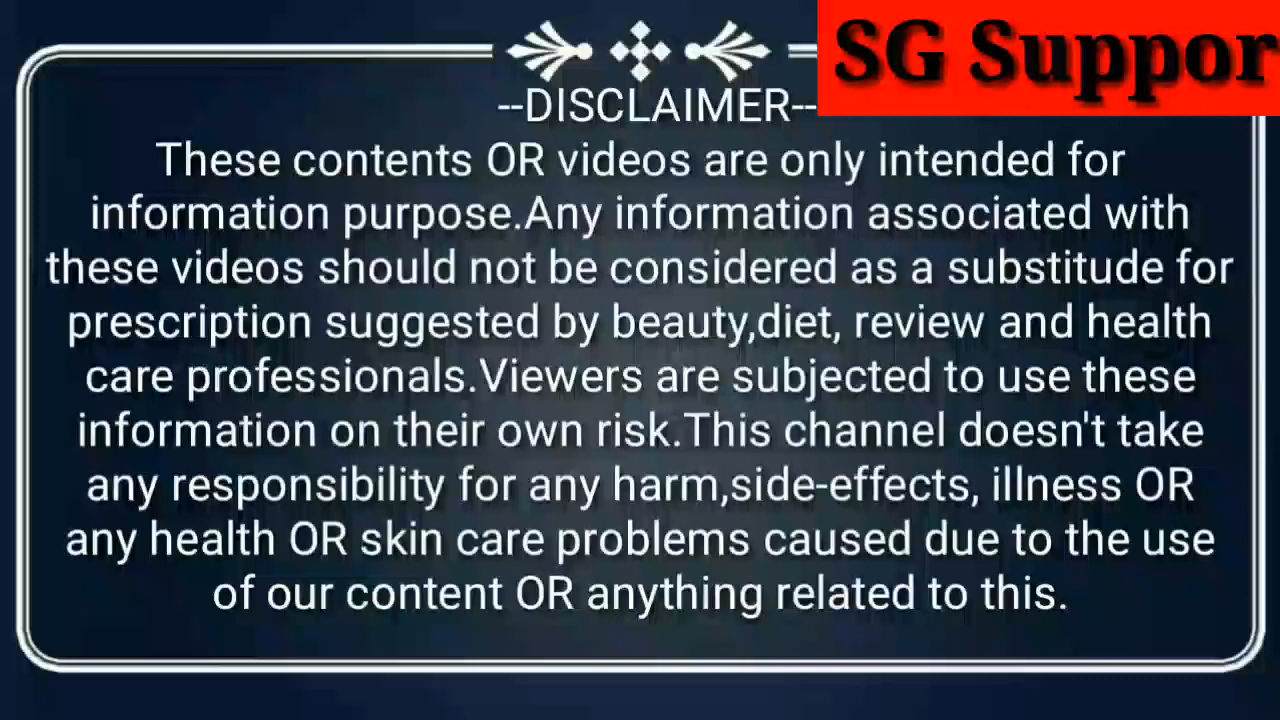 SG Suppor
--DISCLAIMER--
These contents OR videos are only intended for
information purpose.Any information associated with
these videos should not be considered as a substitude for
prescription suggested by beauty,diet, review and health
care professionals.Viewers are subjected to use these
information on their own risk.This channel doesn't take
any responsibility for any harm,side-effects, illness OR
any health OR skin care problems caused due to the use
of our content OR anything related to this.